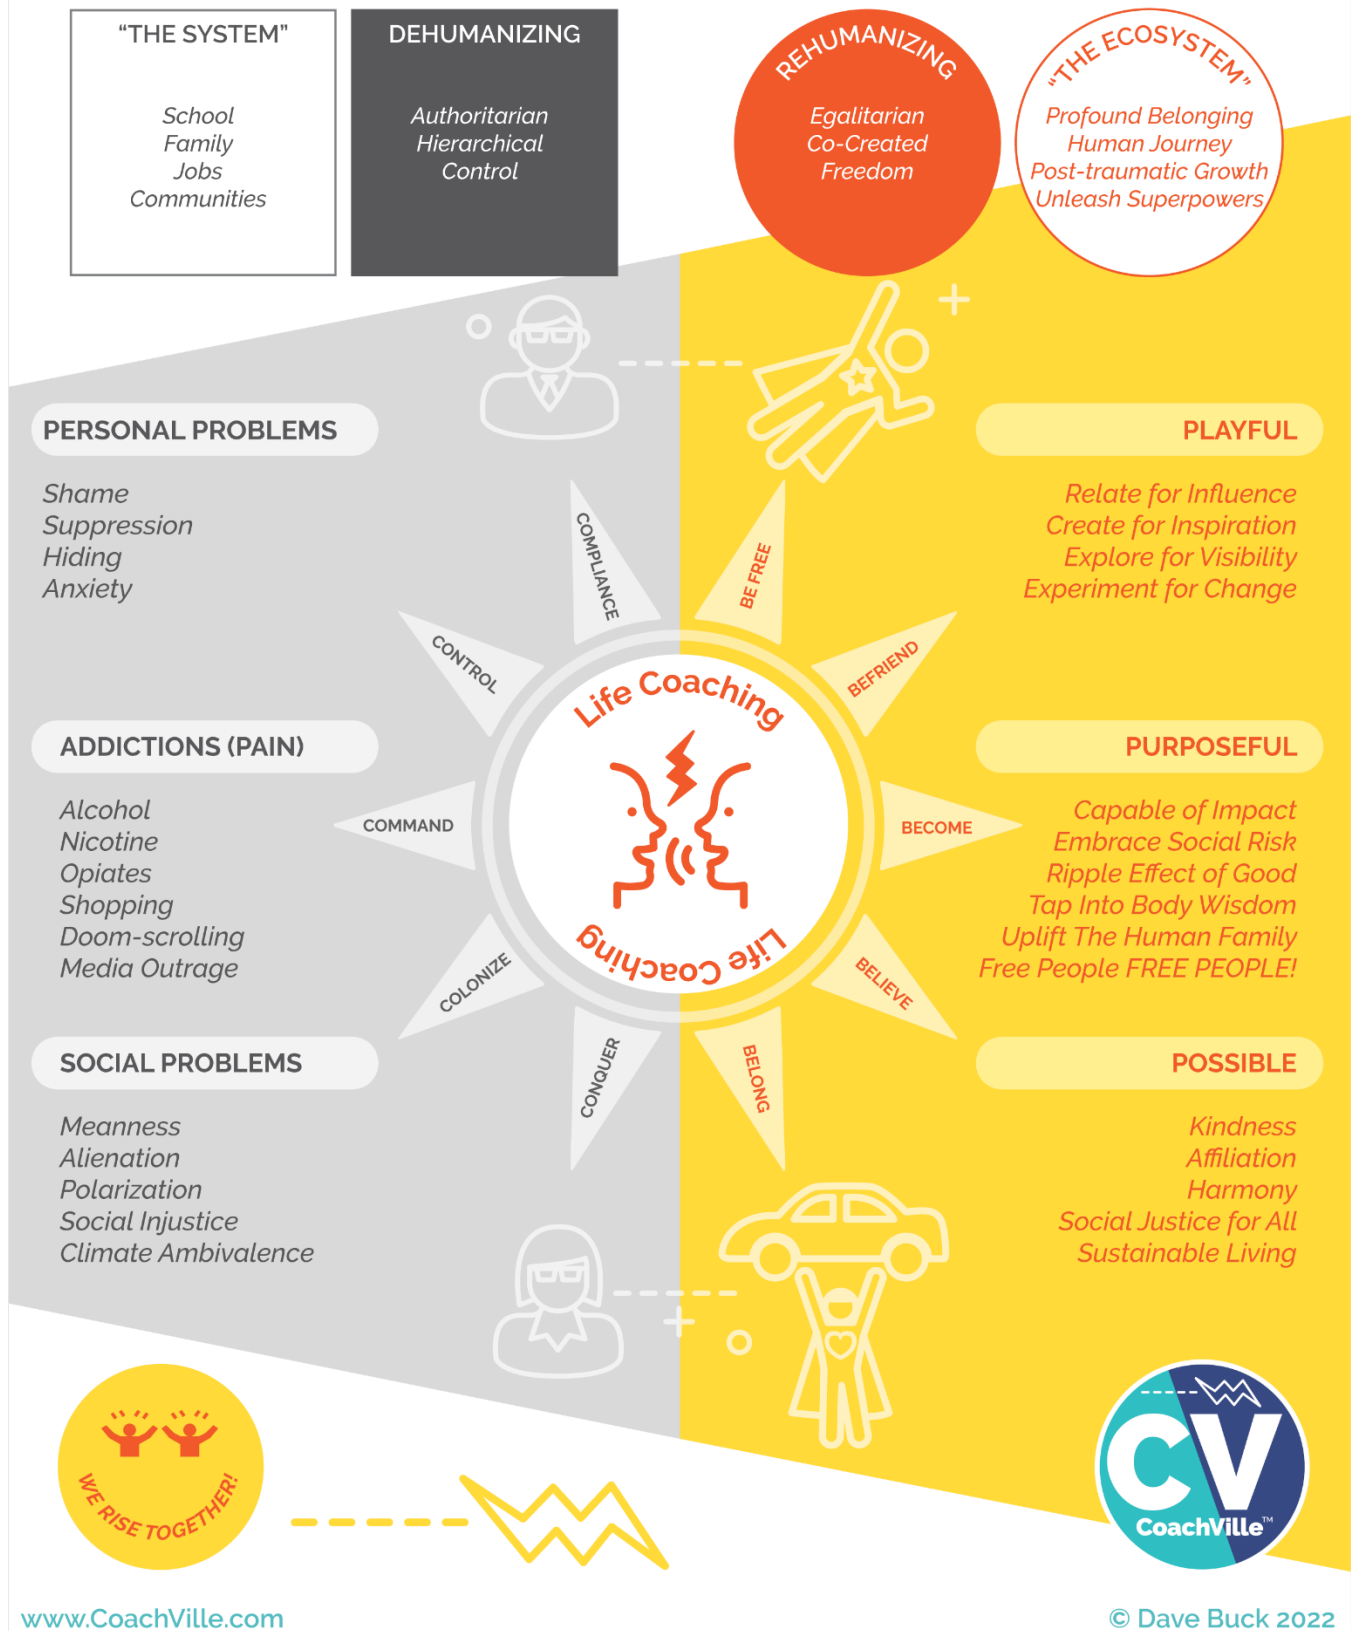 “THE SYSTEM”
School
Family
Jobs
Communities
DEHUMANIZING
Authoritarian
Hierarchical
Control
REHUMANIZING
Egalitarian
Co-Created
Freedom
“THE ECOSYSTEM”
Profound Belonging
Human Journey
Post-traumatic Growth
Unleash Superpowers
PERSONAL PROBLEMS
Shame
Suppression
Hiding
Anxiety
ADDICTIONS (PAIN)
Alcohol
Nicotine
Opiates
Shopping
Doom-scrolling
Media Outrage
SOCIAL PROBLEMS
Meanness
Alienation
Polarization
Social Injustice
Climate Ambivalence
COMPLIANCE
CONTROL
COMMAND
COLONIZE
CONQUER
Life Coaching
Life Coaching
BE FREE
BEFRIEND
BECOME
BELIEVE
BELONG
PLAYFUL
Relate for Influence
Create for Inspiration
Explore for Visibility
Experiment for Change
PURPOSEFUL
Capable of Impact
Embrace Social Risk
Ripple Effect of Good
Tap Into Body Wisdom
Uplift The Human Family
Free People FREE PEOPLE!
POSSIBLE
Kindness
Affiliation
Harmony
Social Justice for All
Sustainable Living
WE RISE TOGETHER!
CV
CoachVille™
www.CoachVille.com
© Dave Buck 2022